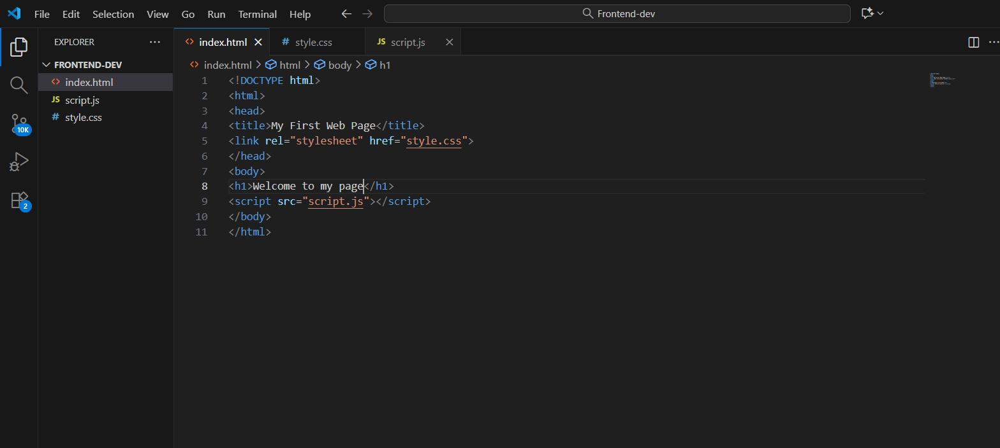 File Edit Selection View Go Run Terminal Help Frontend-dev
EXPLORER ...
FRONTEND-DEV
index.html
JS script.js
# style.css
10K
2
index.html # style.css JS script.js ...
index.html > html > body > h1
1 <!DOCTYPE html>
2 <html>
3 <head>
4 <title>My First Web Page</title>
5 <link rel="stylesheet" href="style.css">
6 </head>
7 <body>
8 <h1>Welcome to my page</h1>
9 <script src="script.js"></script>
10 </body>
11 </html>